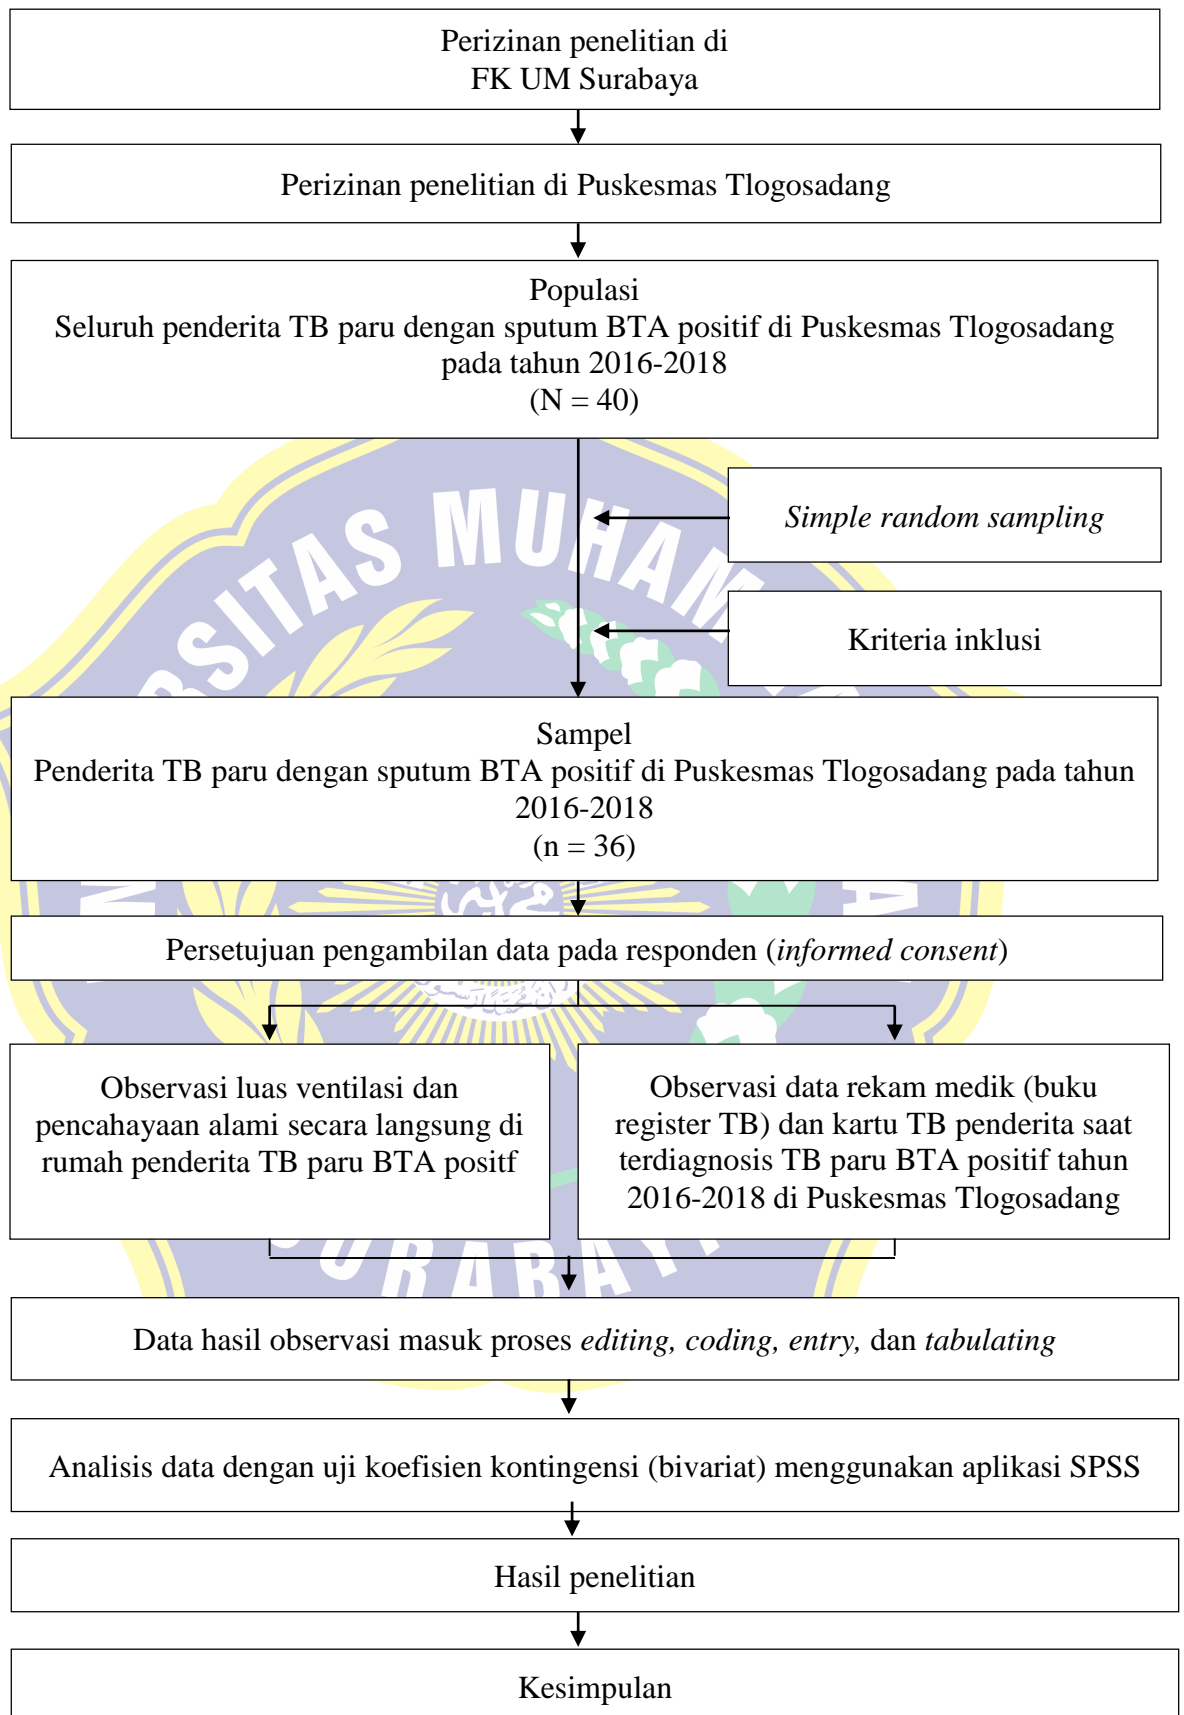 Perizinan penelitian di
FK UM Surabaya
Perizinan penelitian di Puskesmas Tlogosadang
Populasi
Seluruh penderita TB paru dengan sputum BTA positif di Puskesmas Tlogosadang
pada tahun 2016-2018
(N = 40)
Simple random sampling
Kriteria inklusi
Sampel
Penderita TB paru dengan sputum BTA positif di Puskesmas Tlogosadang pada tahun
2016-2018
(n = 36)
Persetujuan pengambilan data pada responden (informed consent)
Observasi luas ventilasi dan
pencahayaan alami secara langsung di
rumah penderita TB paru BTA positf
Observasi data rekam medik (buku
register TB) dan kartu TB penderita saat
terdiagnosis TB paru BTA positif tahun
2016-2018 di Puskesmas Tlogosadang
Data hasil observasi masuk proses editing, coding, entry, dan tabulating
Analisis data dengan uji koefisien kontingensi (bivariat) menggunakan aplikasi SPSS
Hasil penelitian
Kesimpulan